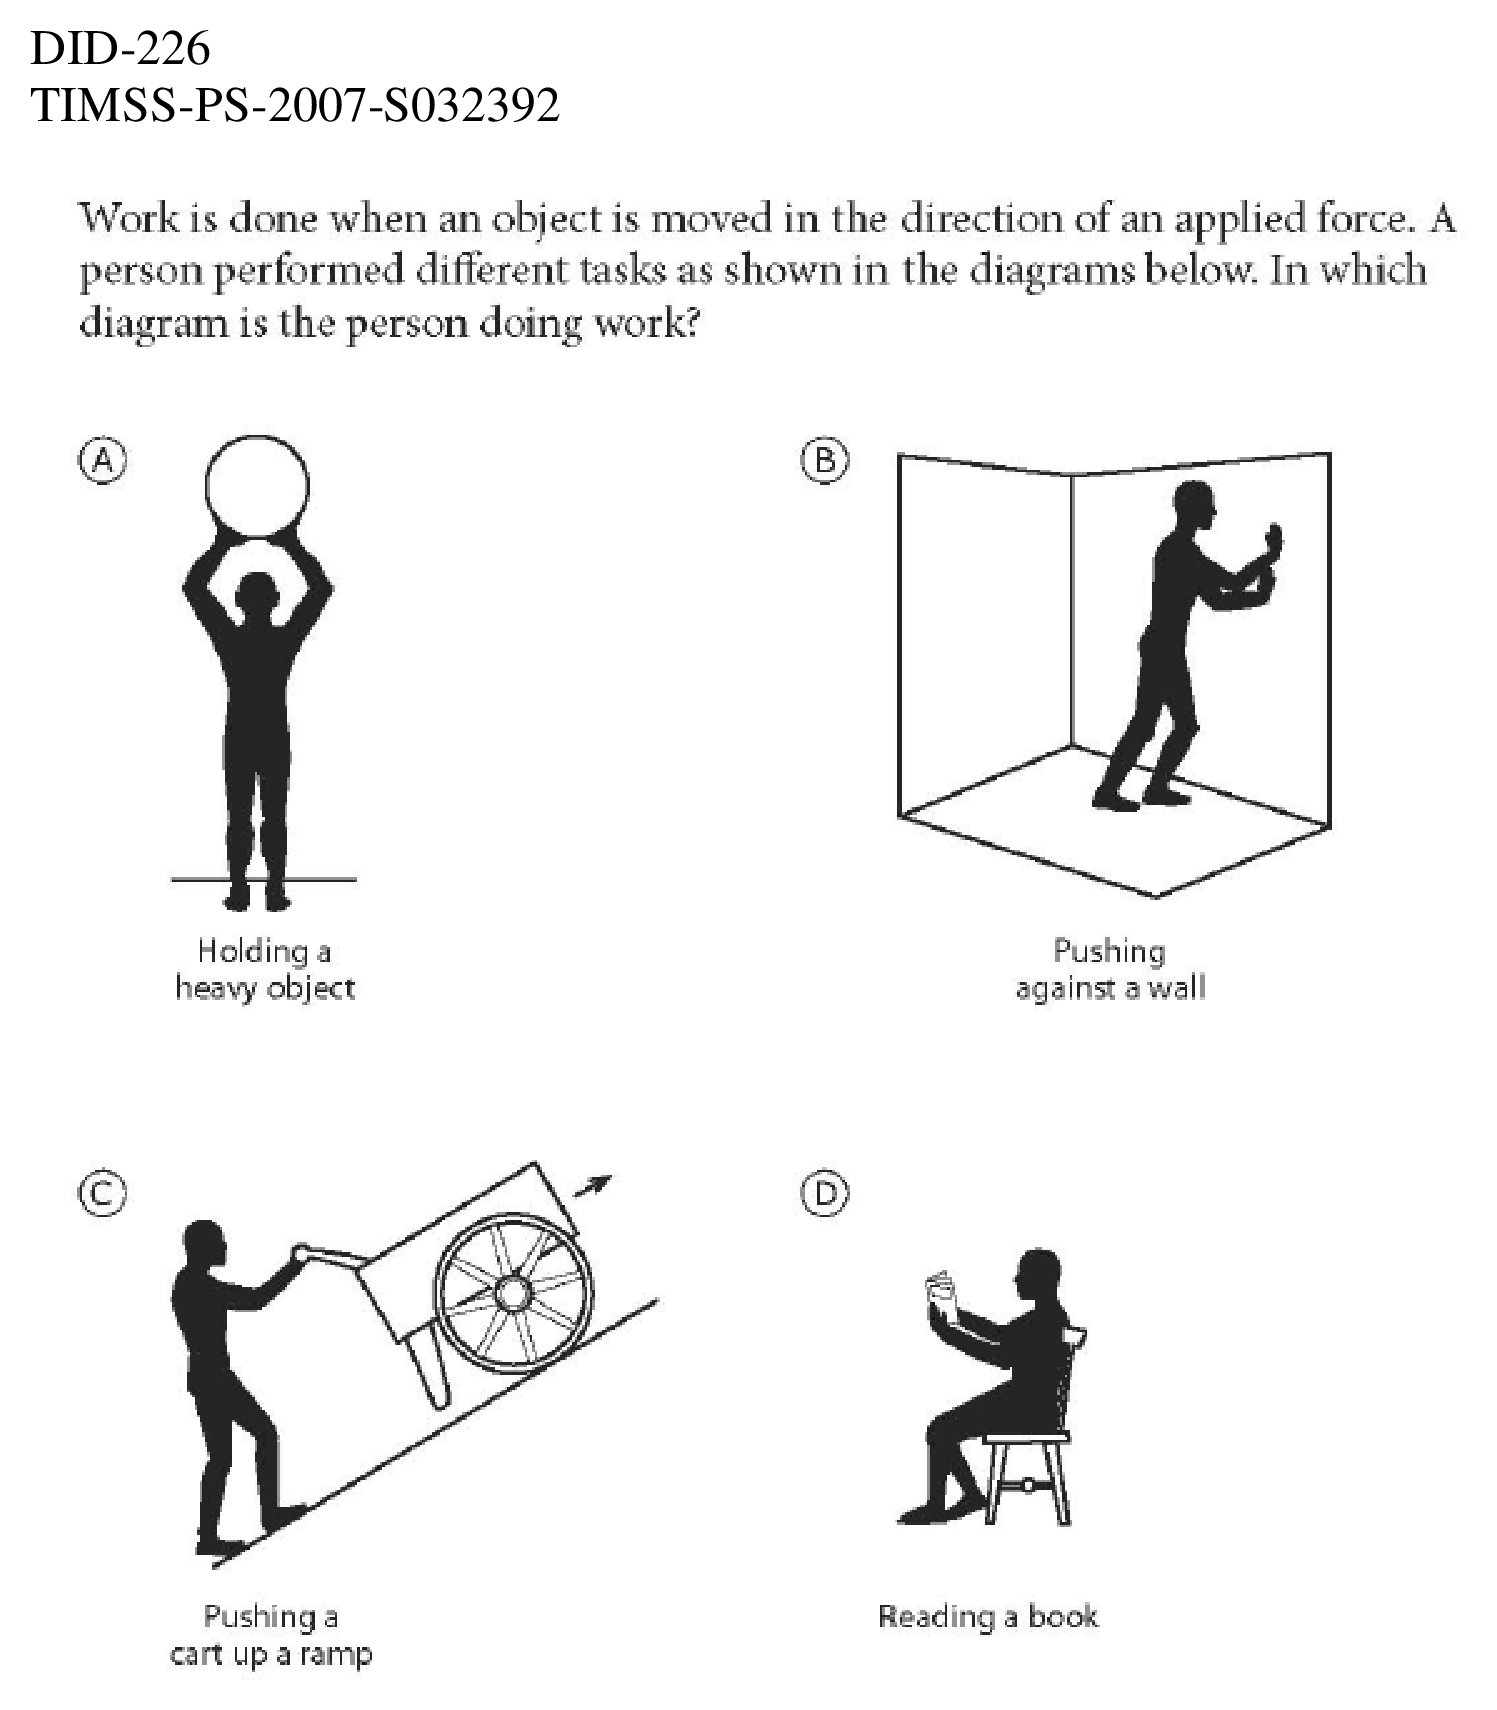 DID-226
TIMSS-PS-2007-S032392
Work is done when an object is moved in the direction of an applied force. A
person performed different tasks as shown in the diagrams below. In which
diagram is the person doing work?
A
B
Holding a
heavy object
Pushing
against a wall
C
D
Pushing a
cart up a ramp
Reading a book